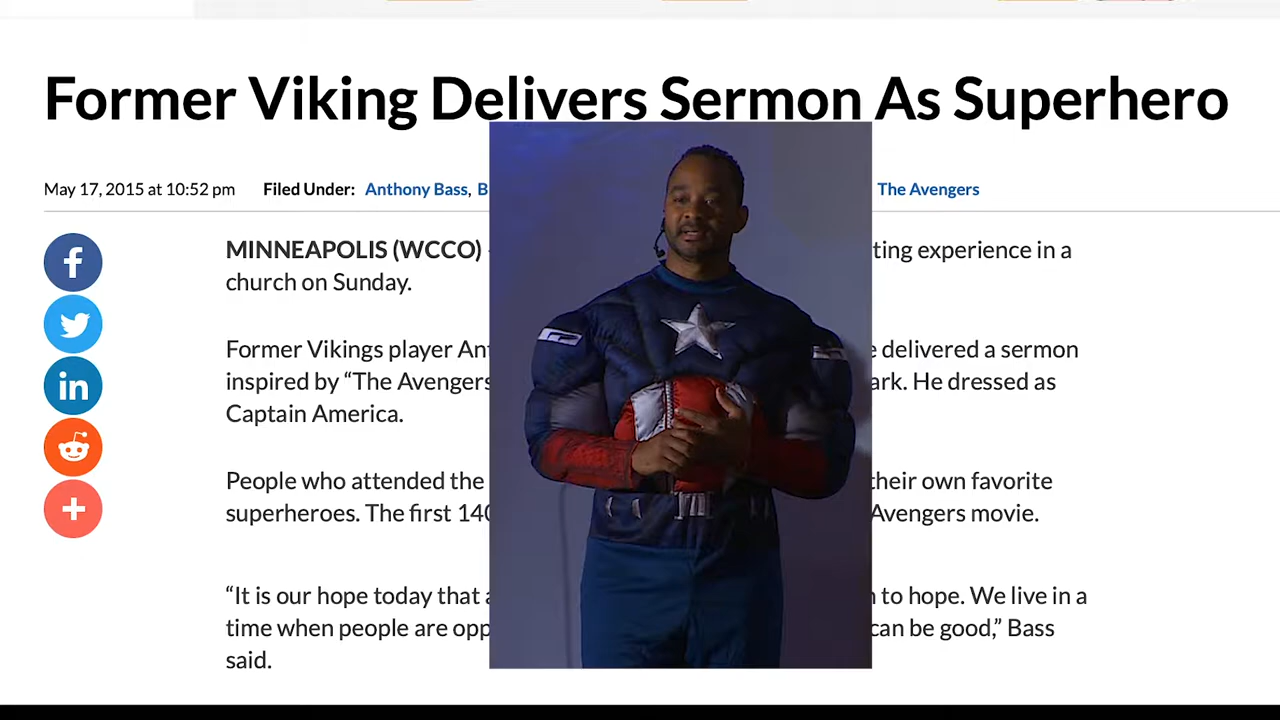 Former Viking Delivers Sermon As Superhero
May 17, 2015 at 10:52 pm Filed Under: Anthony Bass, B The Avengers
MINNEAPOLIS (WCCO) - ting experience in a
church on Sunday.
Former Vikings player Ant e delivered a sermon
inspired by “The Avengers ark. He dressed as
Captain America.
People who attended the their own favorite
superheroes. The first 140 Avengers movie.
“It is our hope today that a n to hope. We live in a
time when people are opp can be good,” Bass
said.